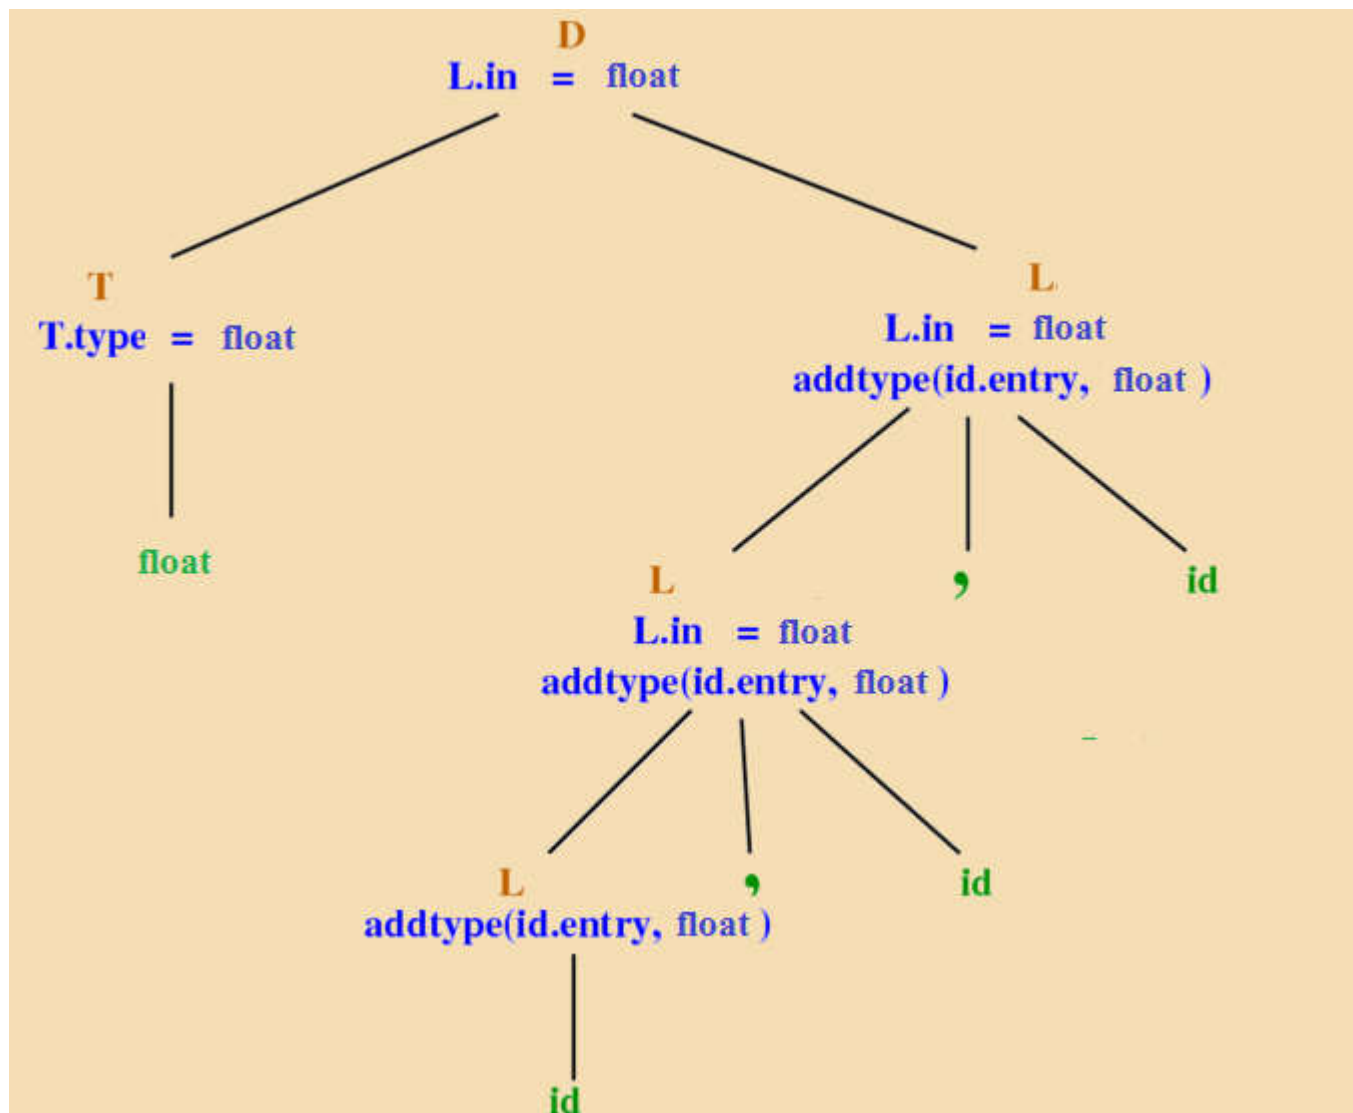 D
L.in = float
T
L
T.type = float
L.in = float
addtype(id.entry, float )
float
L
,
id
L.in = float
addtype(id.entry, float )
L
,
id
addtype(id.entry, float )
id